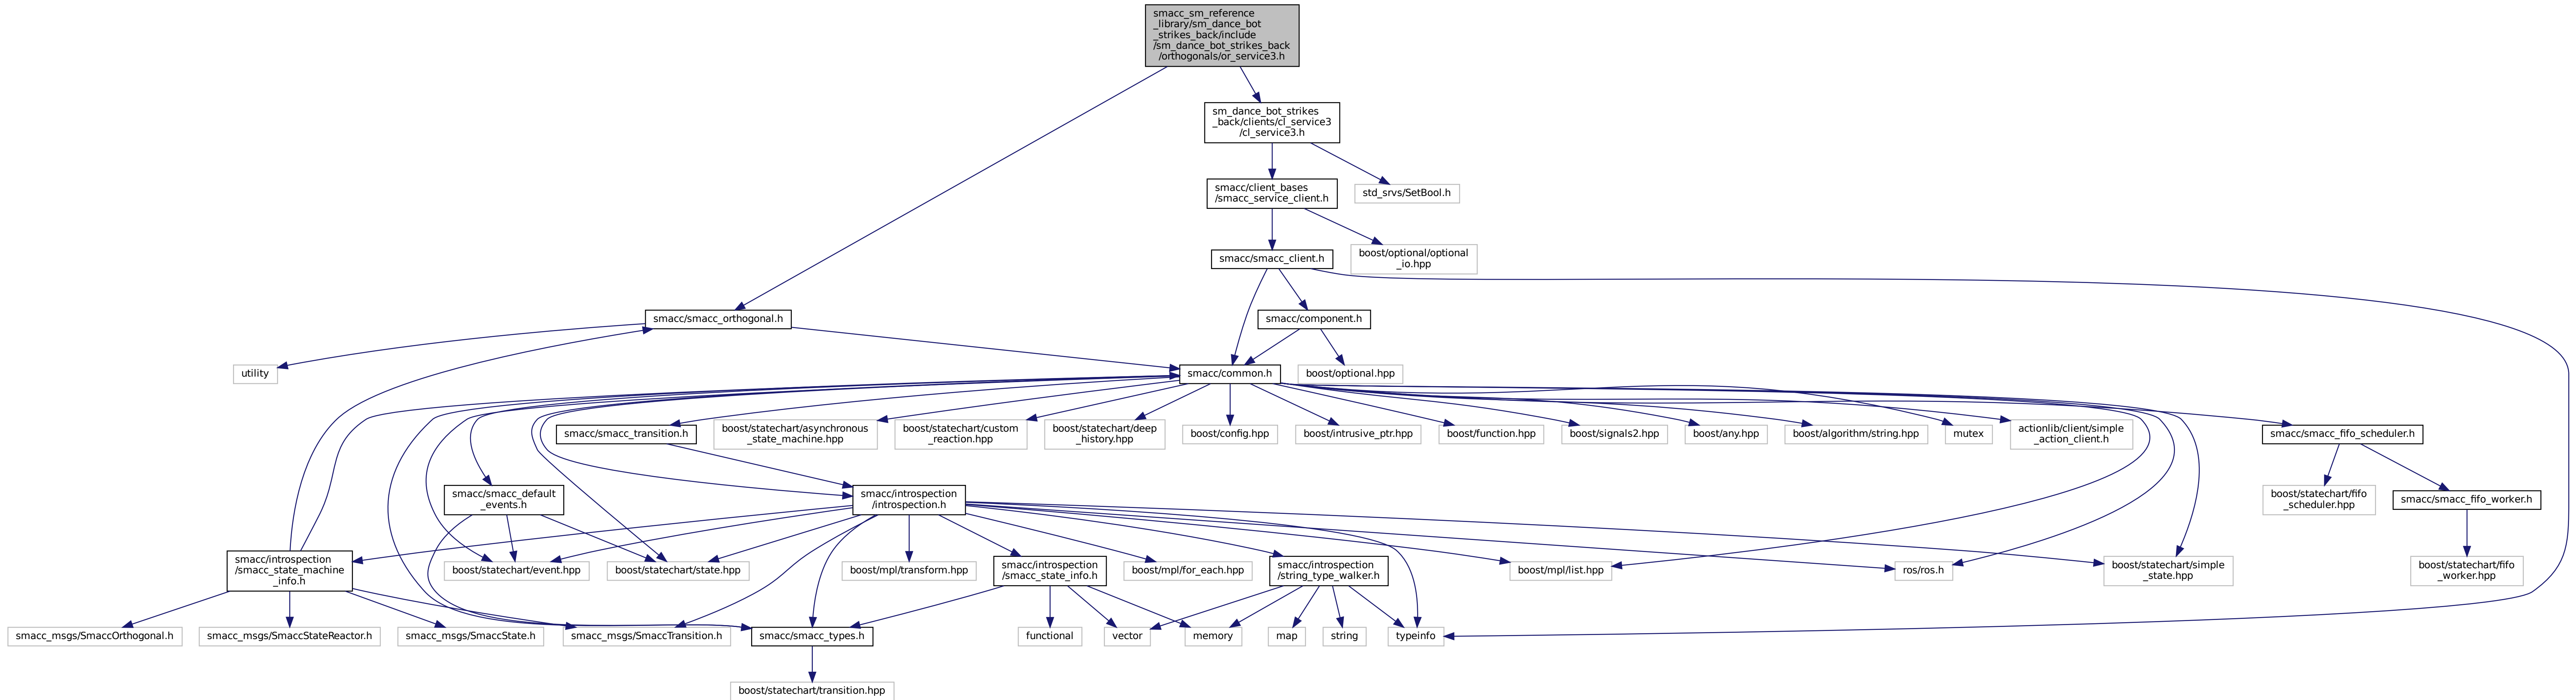 smacc_sm_reference
_library/sm_dance_bot
_strikes_back/include
/sm_dance_bot_strikes_back
/orthogonals/or_service3.h
sm_dance_bot_strikes
_back/clients/cl_service3
/cl_service3.h
smacc/client_bases
/smacc_service_client.h
std_srvs/SetBool.h
smacc/smacc_client.h
boost/optional/optional
_io.hpp
smacc/smacc_orthogonal.h
smacc/component.h
utility
smacc/common.h
boost/optional.hpp
smacc/smacc_transition.h
boost/statechart/asynchronous
_state_machine.hpp
boost/statechart/custom
_reaction.hpp
boost/statechart/deep
_history.hpp
boost/config.hpp
boost/intrusive_ptr.hpp
boost/function.hpp
boost/signals2.hpp
boost/any.hpp
boost/algorithm/string.hpp
mutex
actionlib/client/simple
_action_client.h
smacc/smacc_fifo_scheduler.h
smacc/smacc_default
_events.h
smacc/introspection
/introspection.h
boost/statechart/fifo
_scheduler.hpp
smacc/smacc_fifo_worker.h
smacc/introspection
/smacc_state_machine
_info.h
boost/statechart/event.hpp
boost/statechart/state.hpp
boost/mpl/transform.hpp
smacc/introspection
/smacc_state_info.h
boost/mpl/for_each.hpp
smacc/introspection
/string_type_walker.h
boost/mpl/list.hpp
ros/ros.h
boost/statechart/simple
_state.hpp
boost/statechart/fifo
_worker.hpp
smacc_msgs/SmaccOrthogonal.h
smacc_msgs/SmaccStateReactor.h
smacc_msgs/SmaccState.h
smacc_msgs/SmaccTransition.h
smacc/smacc_types.h
functional
vector
memory
map
string
typeinfo
boost/statechart/transition.hpp